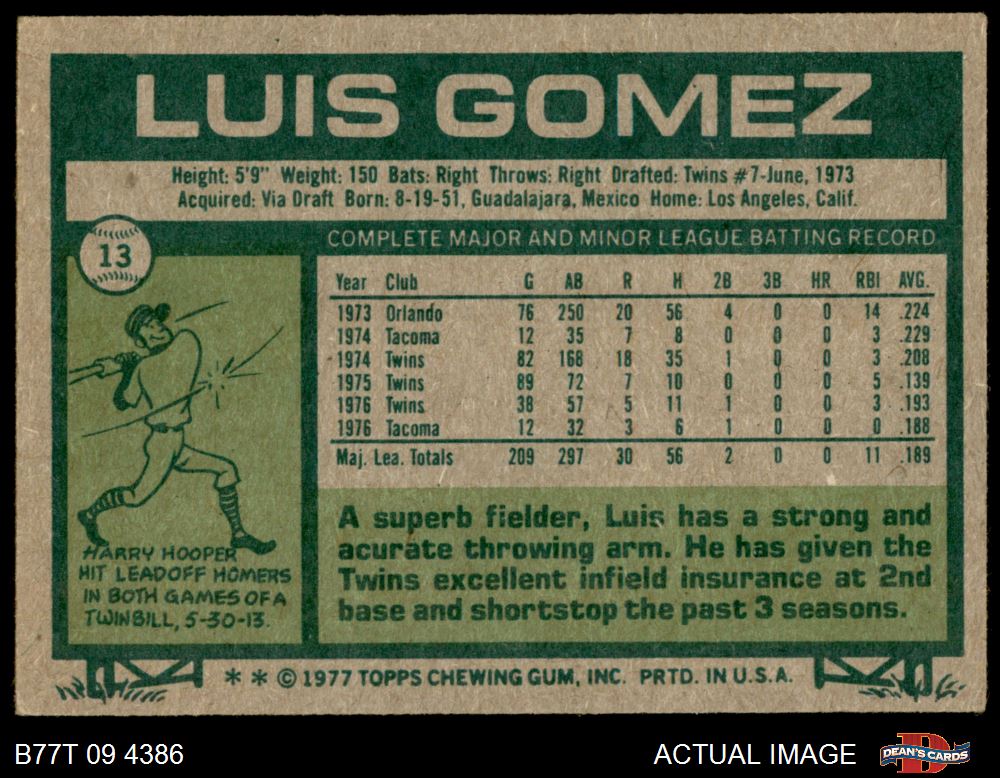 LUIS GOMEZ
Height: 5'9" Weight: 150 Bats: Right Throws: Right Drafted: Twins #7-June, 1973
Acquired: Via Draft Born: 8-19-51, Guadalajara, Mexico Home: Los Angeles, Calif.
13
COMPLETE MAJOR AND MINOR LEAGUE BATTING RECORD
Year Club G AB R H 2B 3B HR RBI AVG.
1973 Orlando 76 250 20 56 4 0 0 14 .224
1974 Tacoma 12 35 7 8 0 0 0 3 .229
1974 Twins 82 168 18 35 1 0 0 3 .208
1975 Twins 89 72 7 10 0 0 0 5 .139
1976 Twins 38 57 5 11 1 0 0 3 .193
1976 Tacoma 12 32 3 6 1 0 0 0 .188
Maj. Lea. Totals 209 297 30 56 2 0 0 11 .189
HARRY HOOPER
HIT LEADOFF HOMERS
IN BOTH GAMES OF A
TWINBILL, 5-30-13.
A superb fielder, Luis has a strong and
acurate throwing arm. He has given the
Twins excellent infield insurance at 2nd
base and shortstop the past 3 seasons.
* * © 1977 TOPPS CHEWING GUM, INC. PRTD. IN U.S.A.
B77T 09 4386
ACTUAL IMAGE
D
DEAN'S CARDS